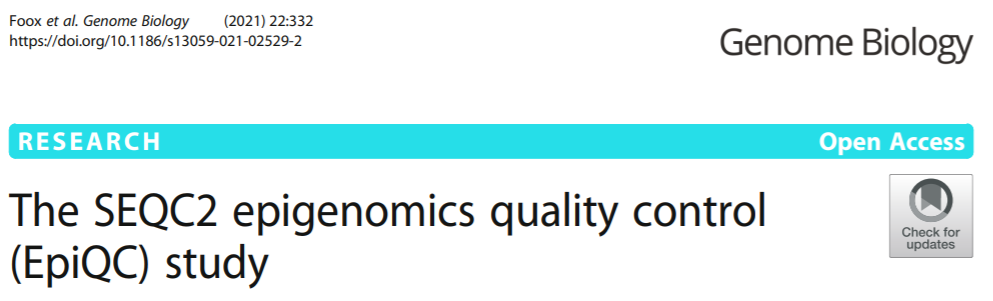 Foox et al. Genome Biology (2021) 22:332
https://doi.org/10.1186/s13059-021-02529-2
Genome Biology
RESEARCH Open Access
The SEQC2 epigenomics quality control
(EpiQC) study
Check for
updates